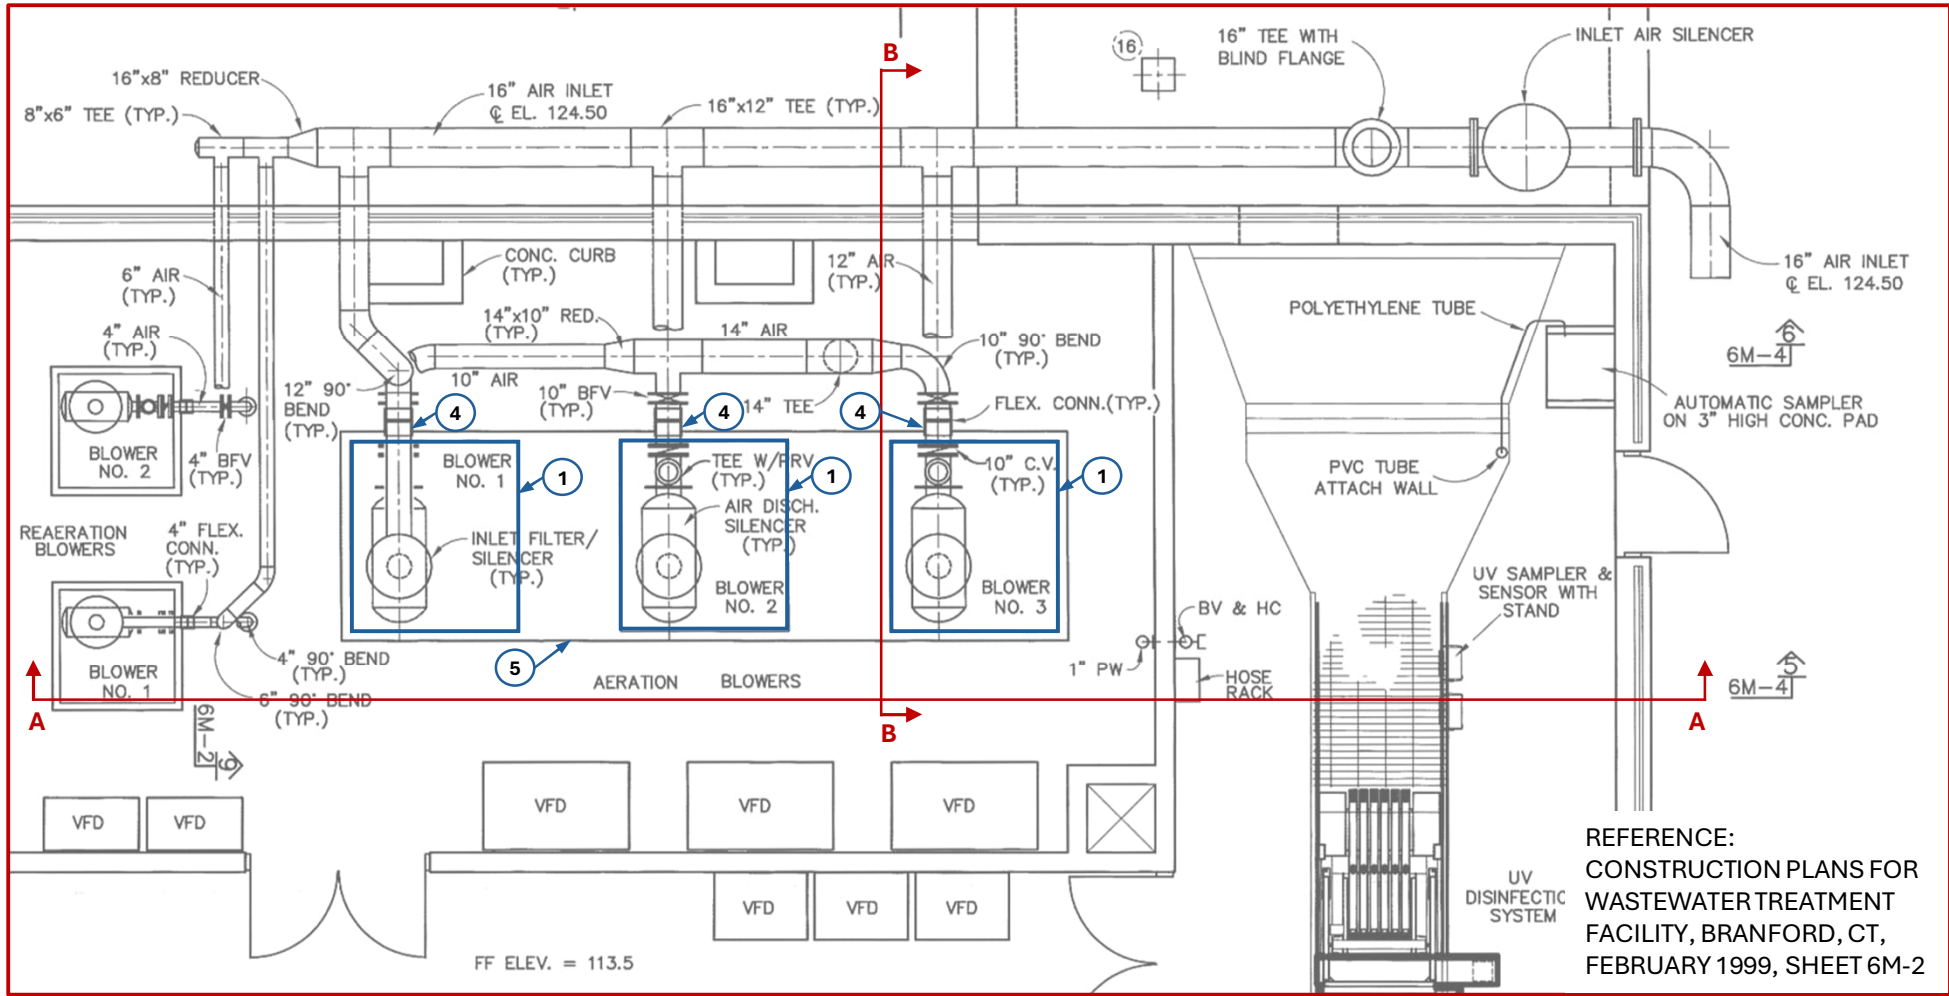 B
16
16" TEE WITH
BLIND FLANGE
INLET AIR SILENCER
16"x8" REDUCER
8"x6" TEE (TYP.)
16" AIR INLET
℄ EL. 124.50
16"x12" TEE (TYP.)
6" AIR
(TYP.)
CONC. CURB
(TYP.)
12" AIR
(TYP.)
16" AIR INLET
℄ EL. 124.50
POLYETHYLENE TUBE
6
6M-4
4" AIR
(TYP.)
14"x10" RED.
(TYP.)
14" AIR
10" 90° BEND
(TYP.)
10" AIR
12" 90°
BEND
(TYP.)
10" BFV
(TYP.)
14" TEE
FLEX. CONN.(TYP.)
4
4
4
AUTOMATIC SAMPLER
ON 3" HIGH CONC. PAD
BLOWER
NO. 2
4" BFV
(TYP.)
BLOWER
NO. 1
1
TEE W/PRV
(TYP.)
1
10" C.V.
(TYP.)
1
PVC TUBE
ATTACH WALL
AIR DISCH.
SILENCER
(TYP.)
REAERATION
BLOWERS
4" FLEX.
CONN.
(TYP.)
INLET FILTER/
SILENCER
(TYP.)
BLOWER
NO. 2
BLOWER
NO. 3
UV SAMPLER &
SENSOR WITH
STAND
BV & HC
1" PW
HOSE
RACK
5
BLOWER
NO. 1
4" 90° BEND
(TYP.)
6" 90° BEND
(TYP.)
AERATION BLOWERS
5
6M-4
A
B
A
6M-2
9
VFD
VFD
VFD
VFD
VFD
VFD
VFD
VFD
FF ELEV. = 113.5
UV
DISINFECTIC
SYSTEM
REFERENCE:
CONSTRUCTION PLANS FOR
WASTEWATER TREATMENT
FACILITY, BRANFORD, CT,
FEBRUARY 1999, SHEET 6M-2